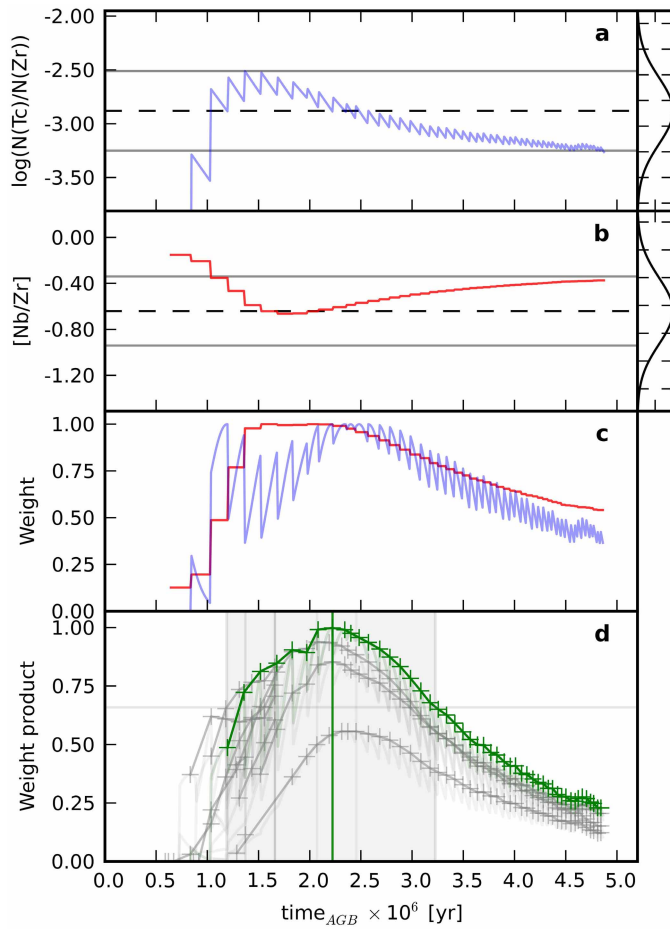 -2.00
-2.50
-3.00
-3.50
log(N(Tc)/N(Zr))
a
0.00
-0.40
-0.80
-1.20
[Nb/Zr]
b
1.00
0.75
0.50
0.25
0.00
Weight
c
1.00
0.75
0.50
0.25
0.00
Weight product
d
0.0 0.5 1.0 1.5 2.0 2.5 3.0 3.5 4.0 4.5 5.0
time_{AGB} × 10^6 [yr]